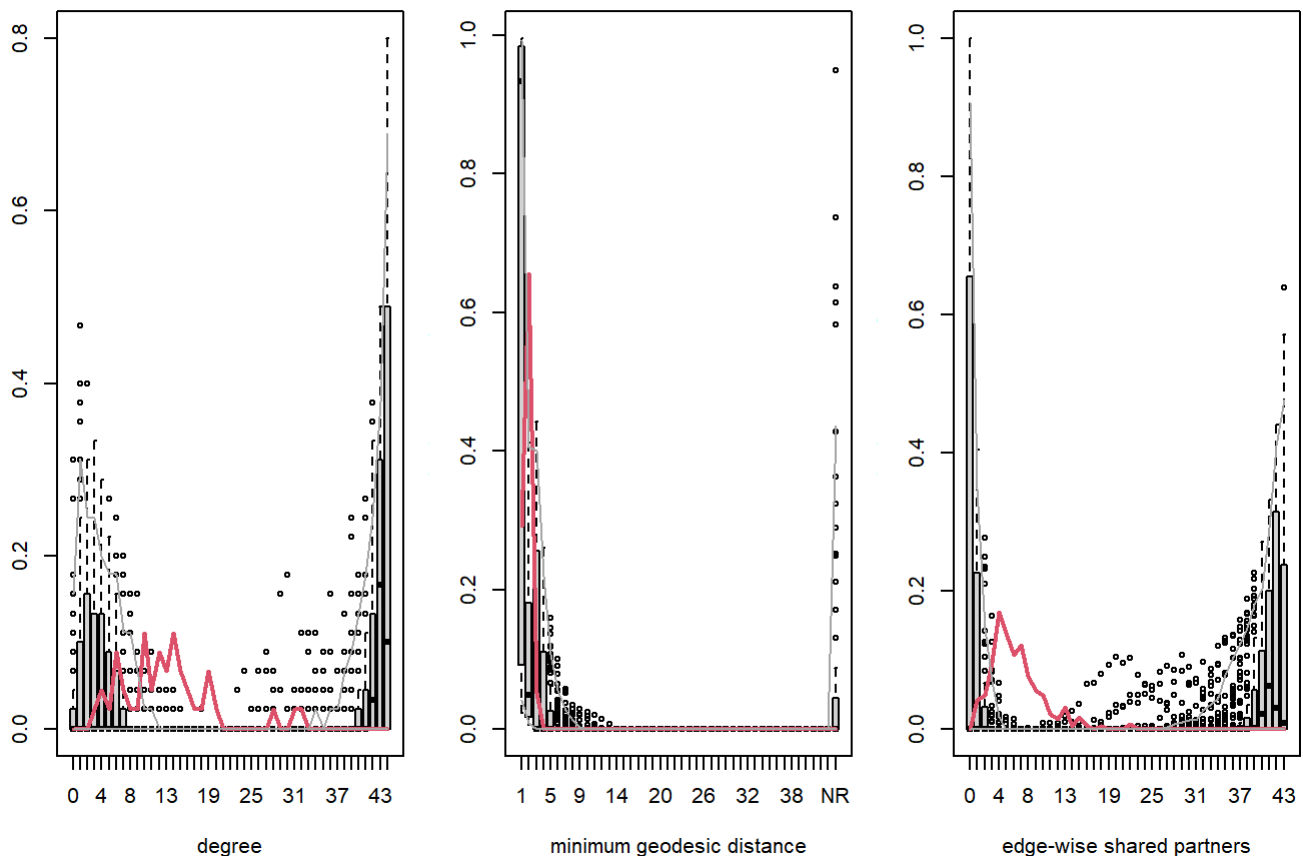 0.0 0.2 0.4 0.6 0.8
0 4 8 13 19 25 31 37 43
degree
0.0 0.2 0.4 0.6 0.8 1.0
1 5 9 14 20 26 32 38 NR
minimum geodesic distance
0.0 0.2 0.4 0.6 0.8 1.0
0 4 8 13 19 25 31 37 43
edge-wise shared partners